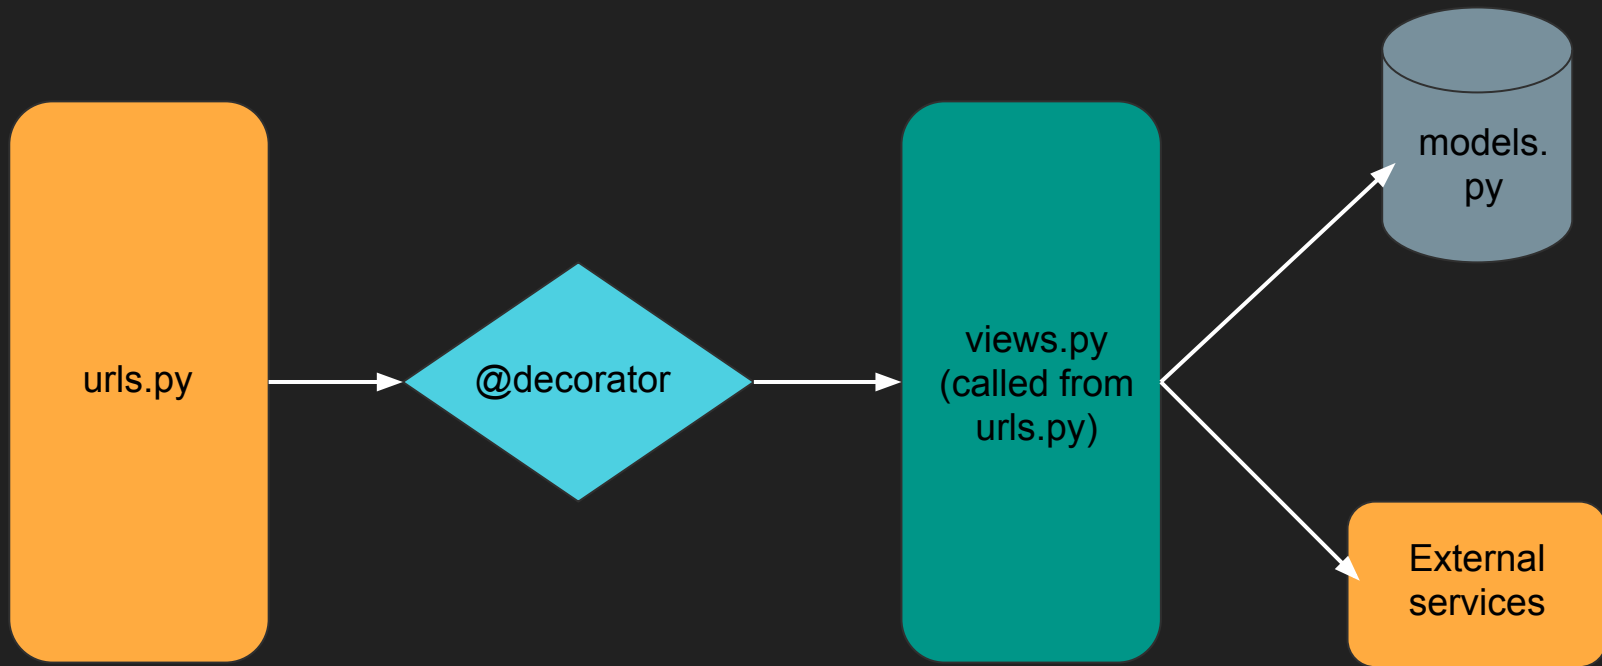 urls.py
@decorator
views.py
(called from
urls.py)
models.
py
External
services